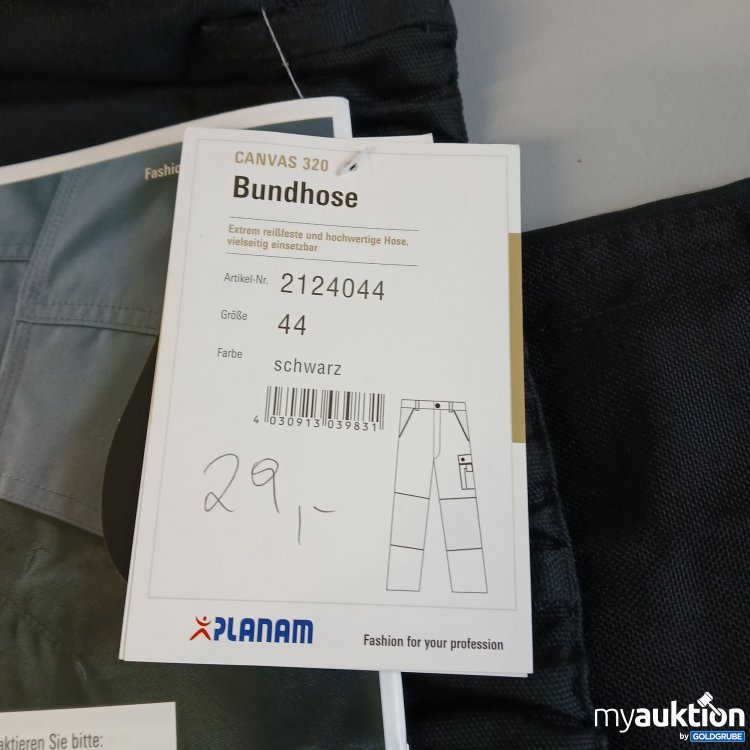 Fashio
CANVAS 320
Bundhose
Extrem reißfeste und hochwertige Hose,
vielseitig einsetzbar
Artikel-Nr. 2124044
Größe 44
Farbe schwarz
4 030913 039831
29,-
PLANAM
Fashion for your profession
aktieren Sie bitte:
myauktion
by GOLDGRUBE